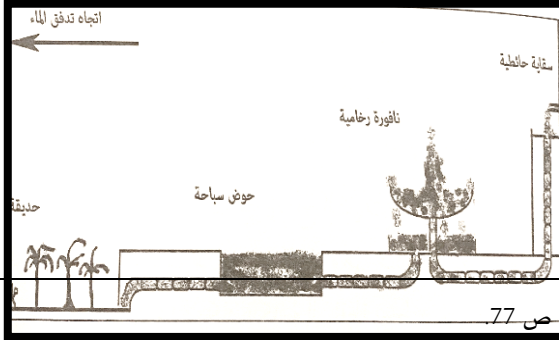 اتجاه تدفق الماء
سقاية حائطية
نافورة رخامية
حوض سباحة
حديقة
ص 77.